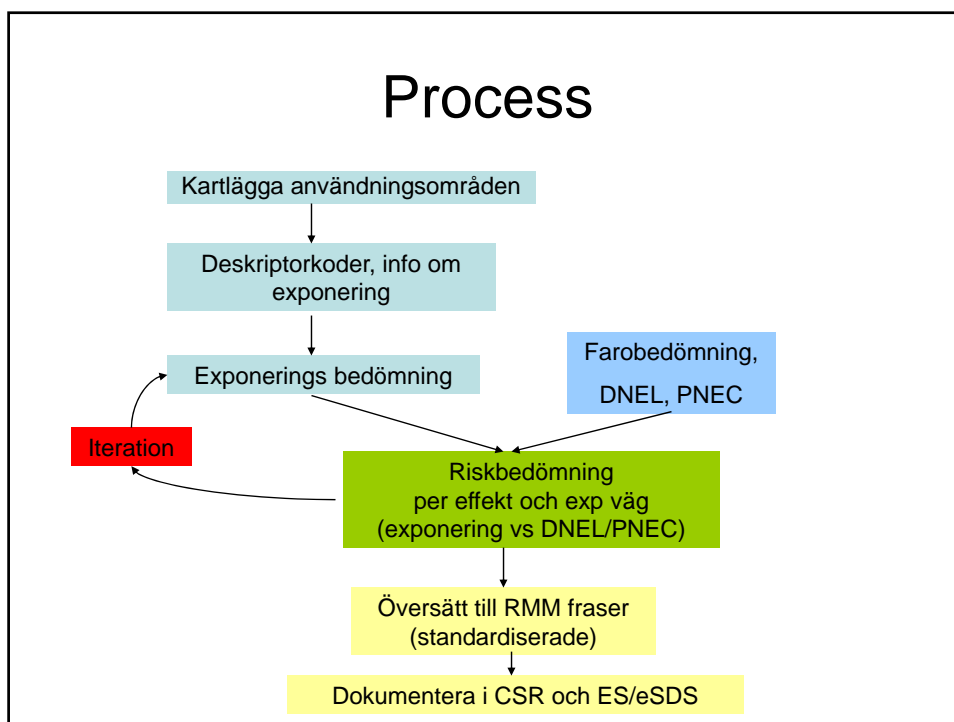 Process
Kartlägga användningsområden
Deskriptorkoder, info om
exponering
Exponerings bedömning
Farobedömning,
DNEL, PNEC
Iteration
Riskbedömning
per effekt och exp väg
(exponering vs DNEL/PNEC)
Översätt till RMM fraser
(standardiserade)
Dokumentera i CSR och ES/eSDS